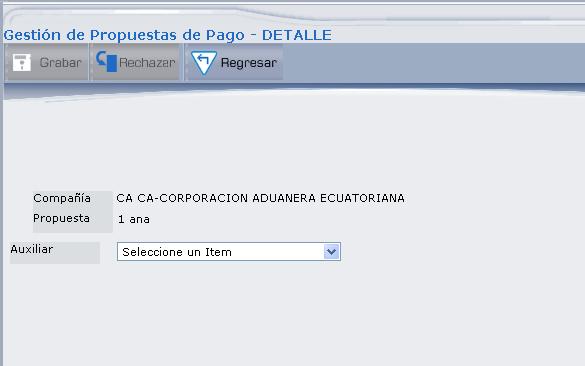 Gestión de Propuestas de Pago - DETALLE
Grabar Rechazar Regresar
Compañía CA CA-CORPORACION ADUANERA ECUATORIANA
Propuesta 1 ana
Auxiliar Seleccione un Item